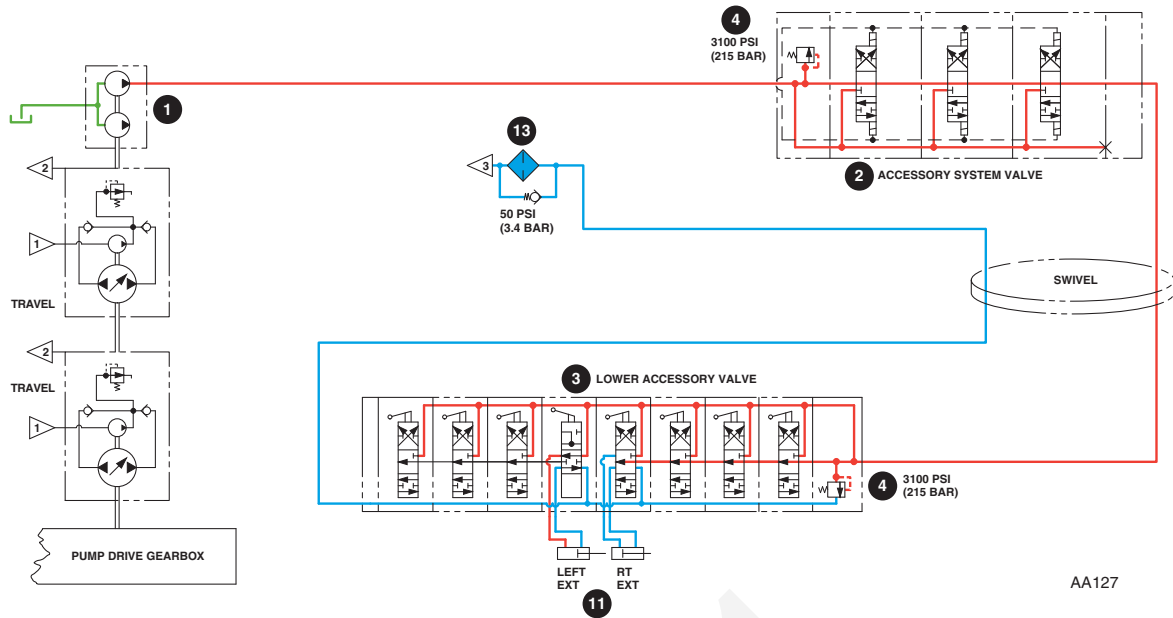 4
3100 PSI
(215 BAR)
1
2
13
3
50 PSI
(3.4 BAR)
2 ACCESSORY SYSTEM VALVE
1
TRAVEL
SWIVEL
2
TRAVEL
3 LOWER ACCESSORY VALVE
1
4
3100 PSI
(215 BAR)
PUMP DRIVE GEARBOX
LEFT
EXT
RT
EXT
11
AA127